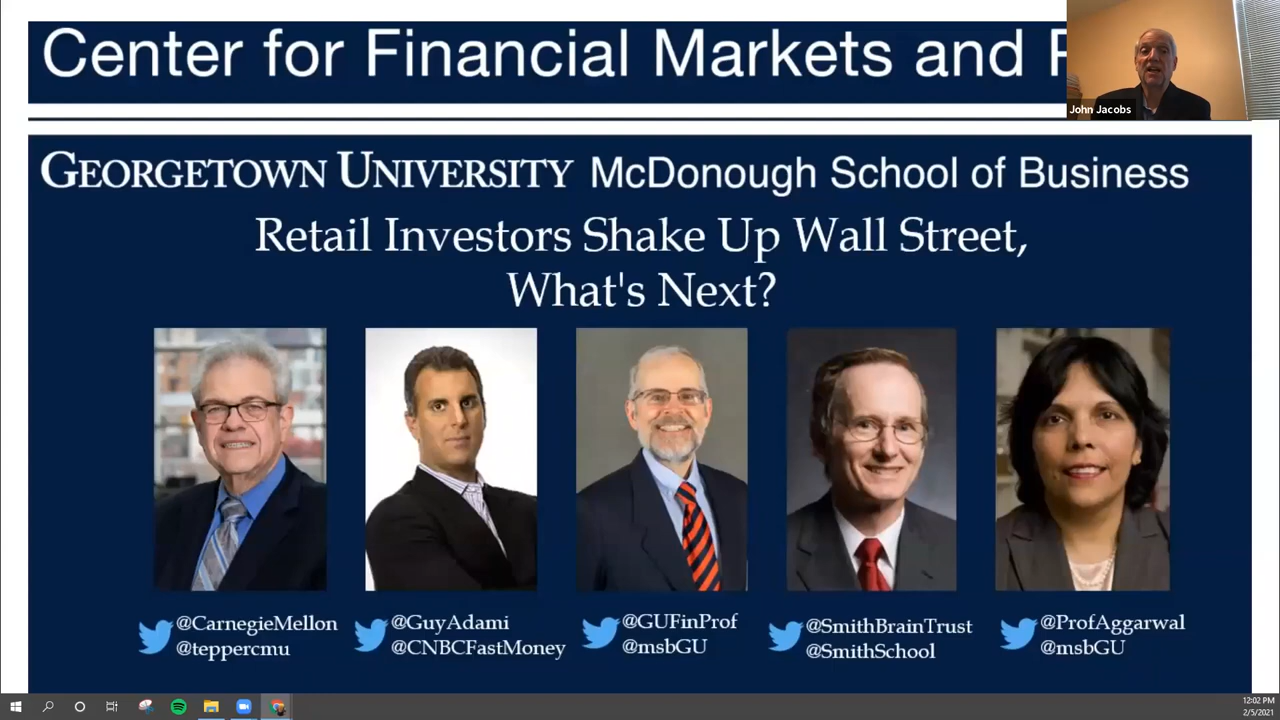 Center for Financial Markets and
John Jacobs
GEORGETOWN UNIVERSITY McDonough School of Business
Retail Investors Shake Up Wall Street,
What's Next?
@CarnegieMellon
@teppercmu
@GuyAdami
@CNBCFastMoney
@GUFinProf
@msbGU
@SmithBrainTrust
@SmithSchool
@ProfAggarwal
@msbGU
12:02 PM
2/5/2021